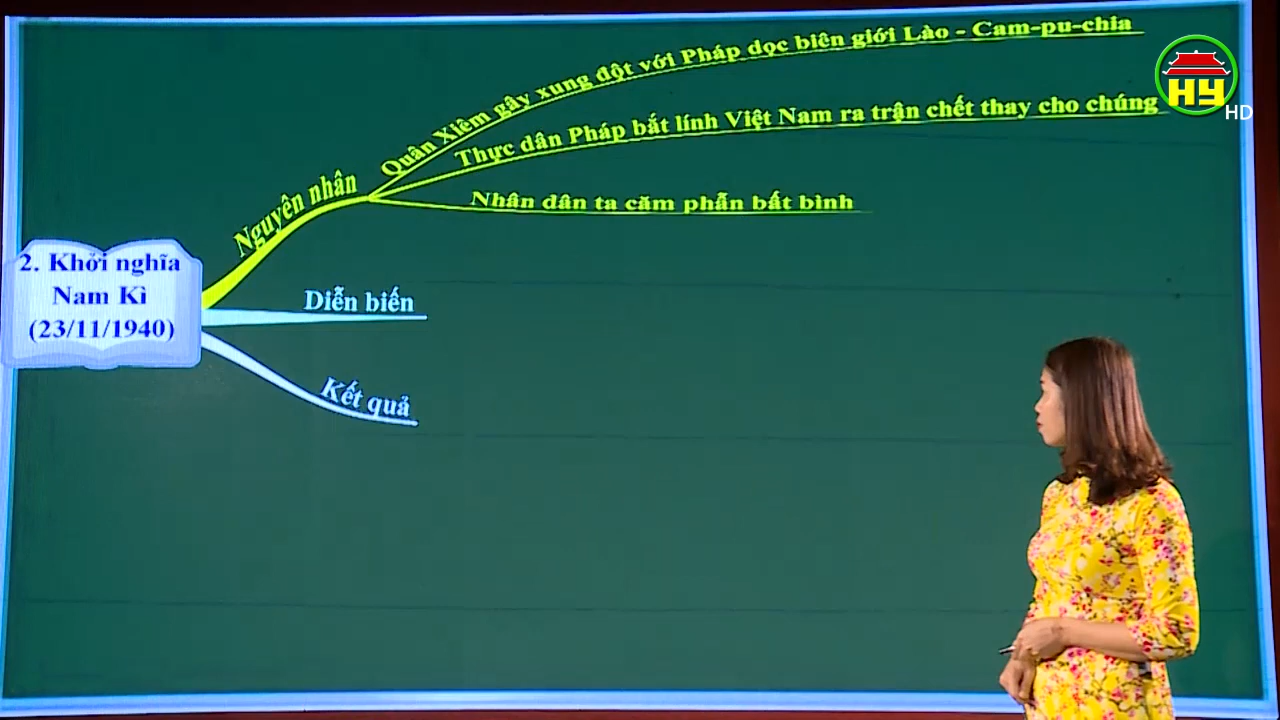 Quân Xiêm gây xung đột với Pháp dọc biên giới Lào - Cam-pu-chia
HY
HD
Thực dân Pháp bắt lính Việt Nam ra trận chết thay cho chúng
Nguyên nhân
Nhân dân ta căm phẫn bất bình
2. Khởi nghĩa
Nam Kì
(23/11/1940)
Diễn biến
Kết quả